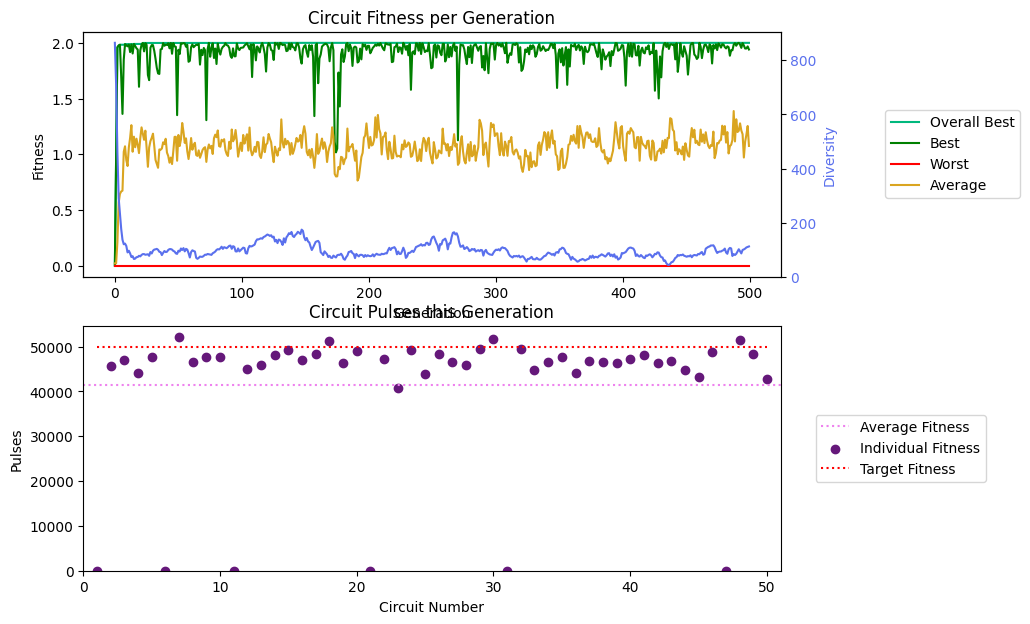 Circuit Fitness per Generation
2.0
1.5
1.0
0.5
0.0
Fitness
0
100
200
300
400
500
Generation
800
600
400
200
0
Diversity
Overall Best
Best
Worst
Average
Circuit Pulses this Generation
50000
40000
30000
20000
10000
0
Pulses
0
10
20
30
40
50
Circuit Number
Average Fitness
Individual Fitness
Target Fitness